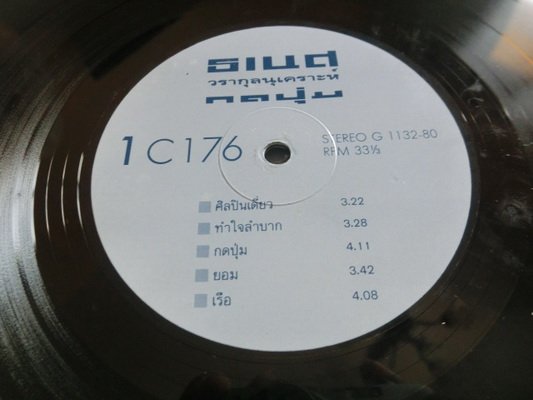 ธเนส
วรากุลนุเคราะห์
กดปุ่ม
1 C176
STEREO G 1132-80
RPM 33⅓
ศิลปินเดี่ยว 3.22
ทำใจลำบาก 3.28
กดปุ่ม 4.11
ยอม 3.42
เรือ 4.08